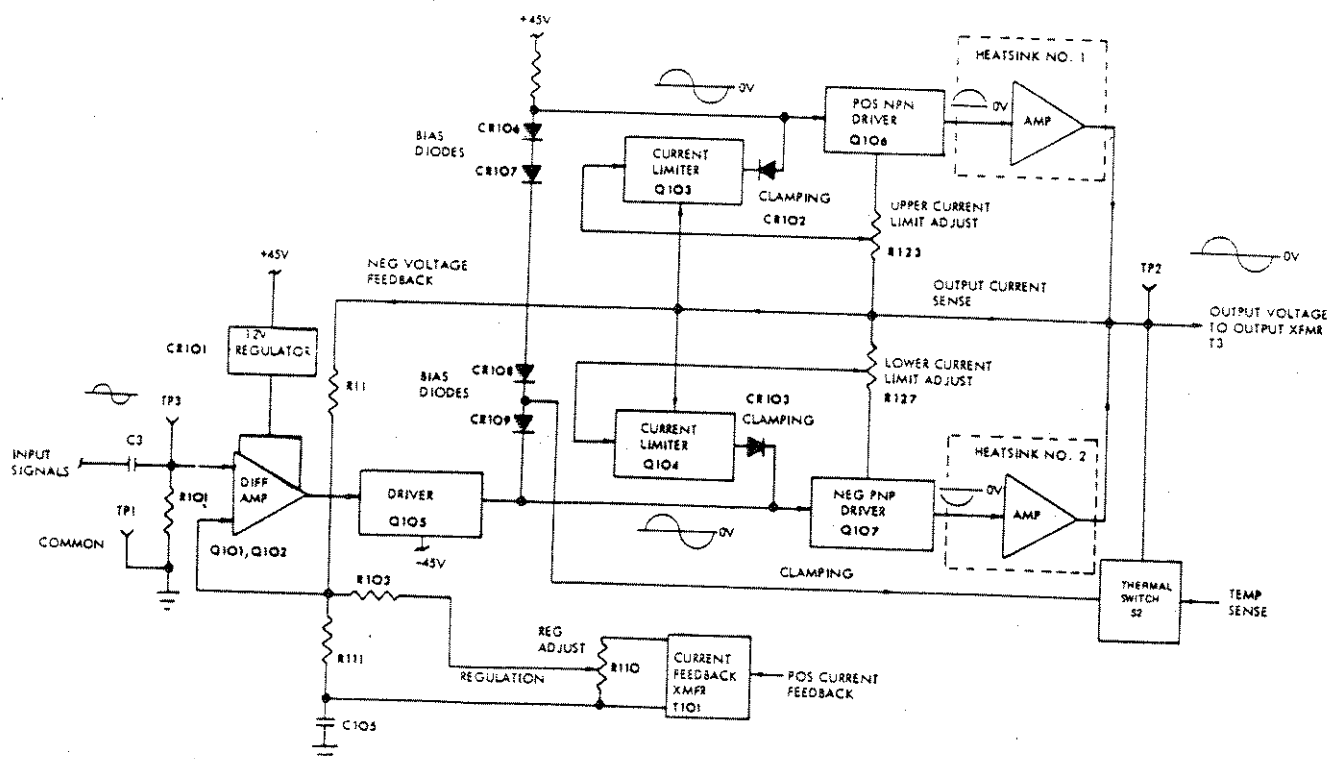 +45V
HEATSINK NO. 1
0V
0V
AMP
POS NPN
DRIVER
Q106
BIAS
DIODES
CR106
CR107
CURRENT
LIMITER
Q103
CLAMPING
CR102
UPPER CURRENT
LIMIT ADJUST
R123
+45V
NEG VOLTAGE
FEEDBACK
OUTPUT CURRENT
SENSE
TP2
0V
OUTPUT VOLTAGE
TO OUTPUT XFMR
T3
CR101
12V
REGULATOR
R11
BIAS
DIODES
CR108
CR109
LOWER CURRENT
LIMIT ADJUST
R127
CR103
CLAMPING
CURRENT
LIMITER
Q104
TP3
C3
INPUT
SIGNALS
R101
TP1
COMMON
DIFF
AMP
Q101, Q102
DRIVER
Q105
-45V
0V
NEG PNP
DRIVER
Q107
HEATSINK NO. 2
0V
AMP
CLAMPING
THERMAL
SWITCH
S2
TEMP
SENSE
R103
R111
REG
ADJUST
R110
REGULATION
CURRENT
FEEDBACK
XMFR
T101
POS CURRENT
FEEDBACK
C105